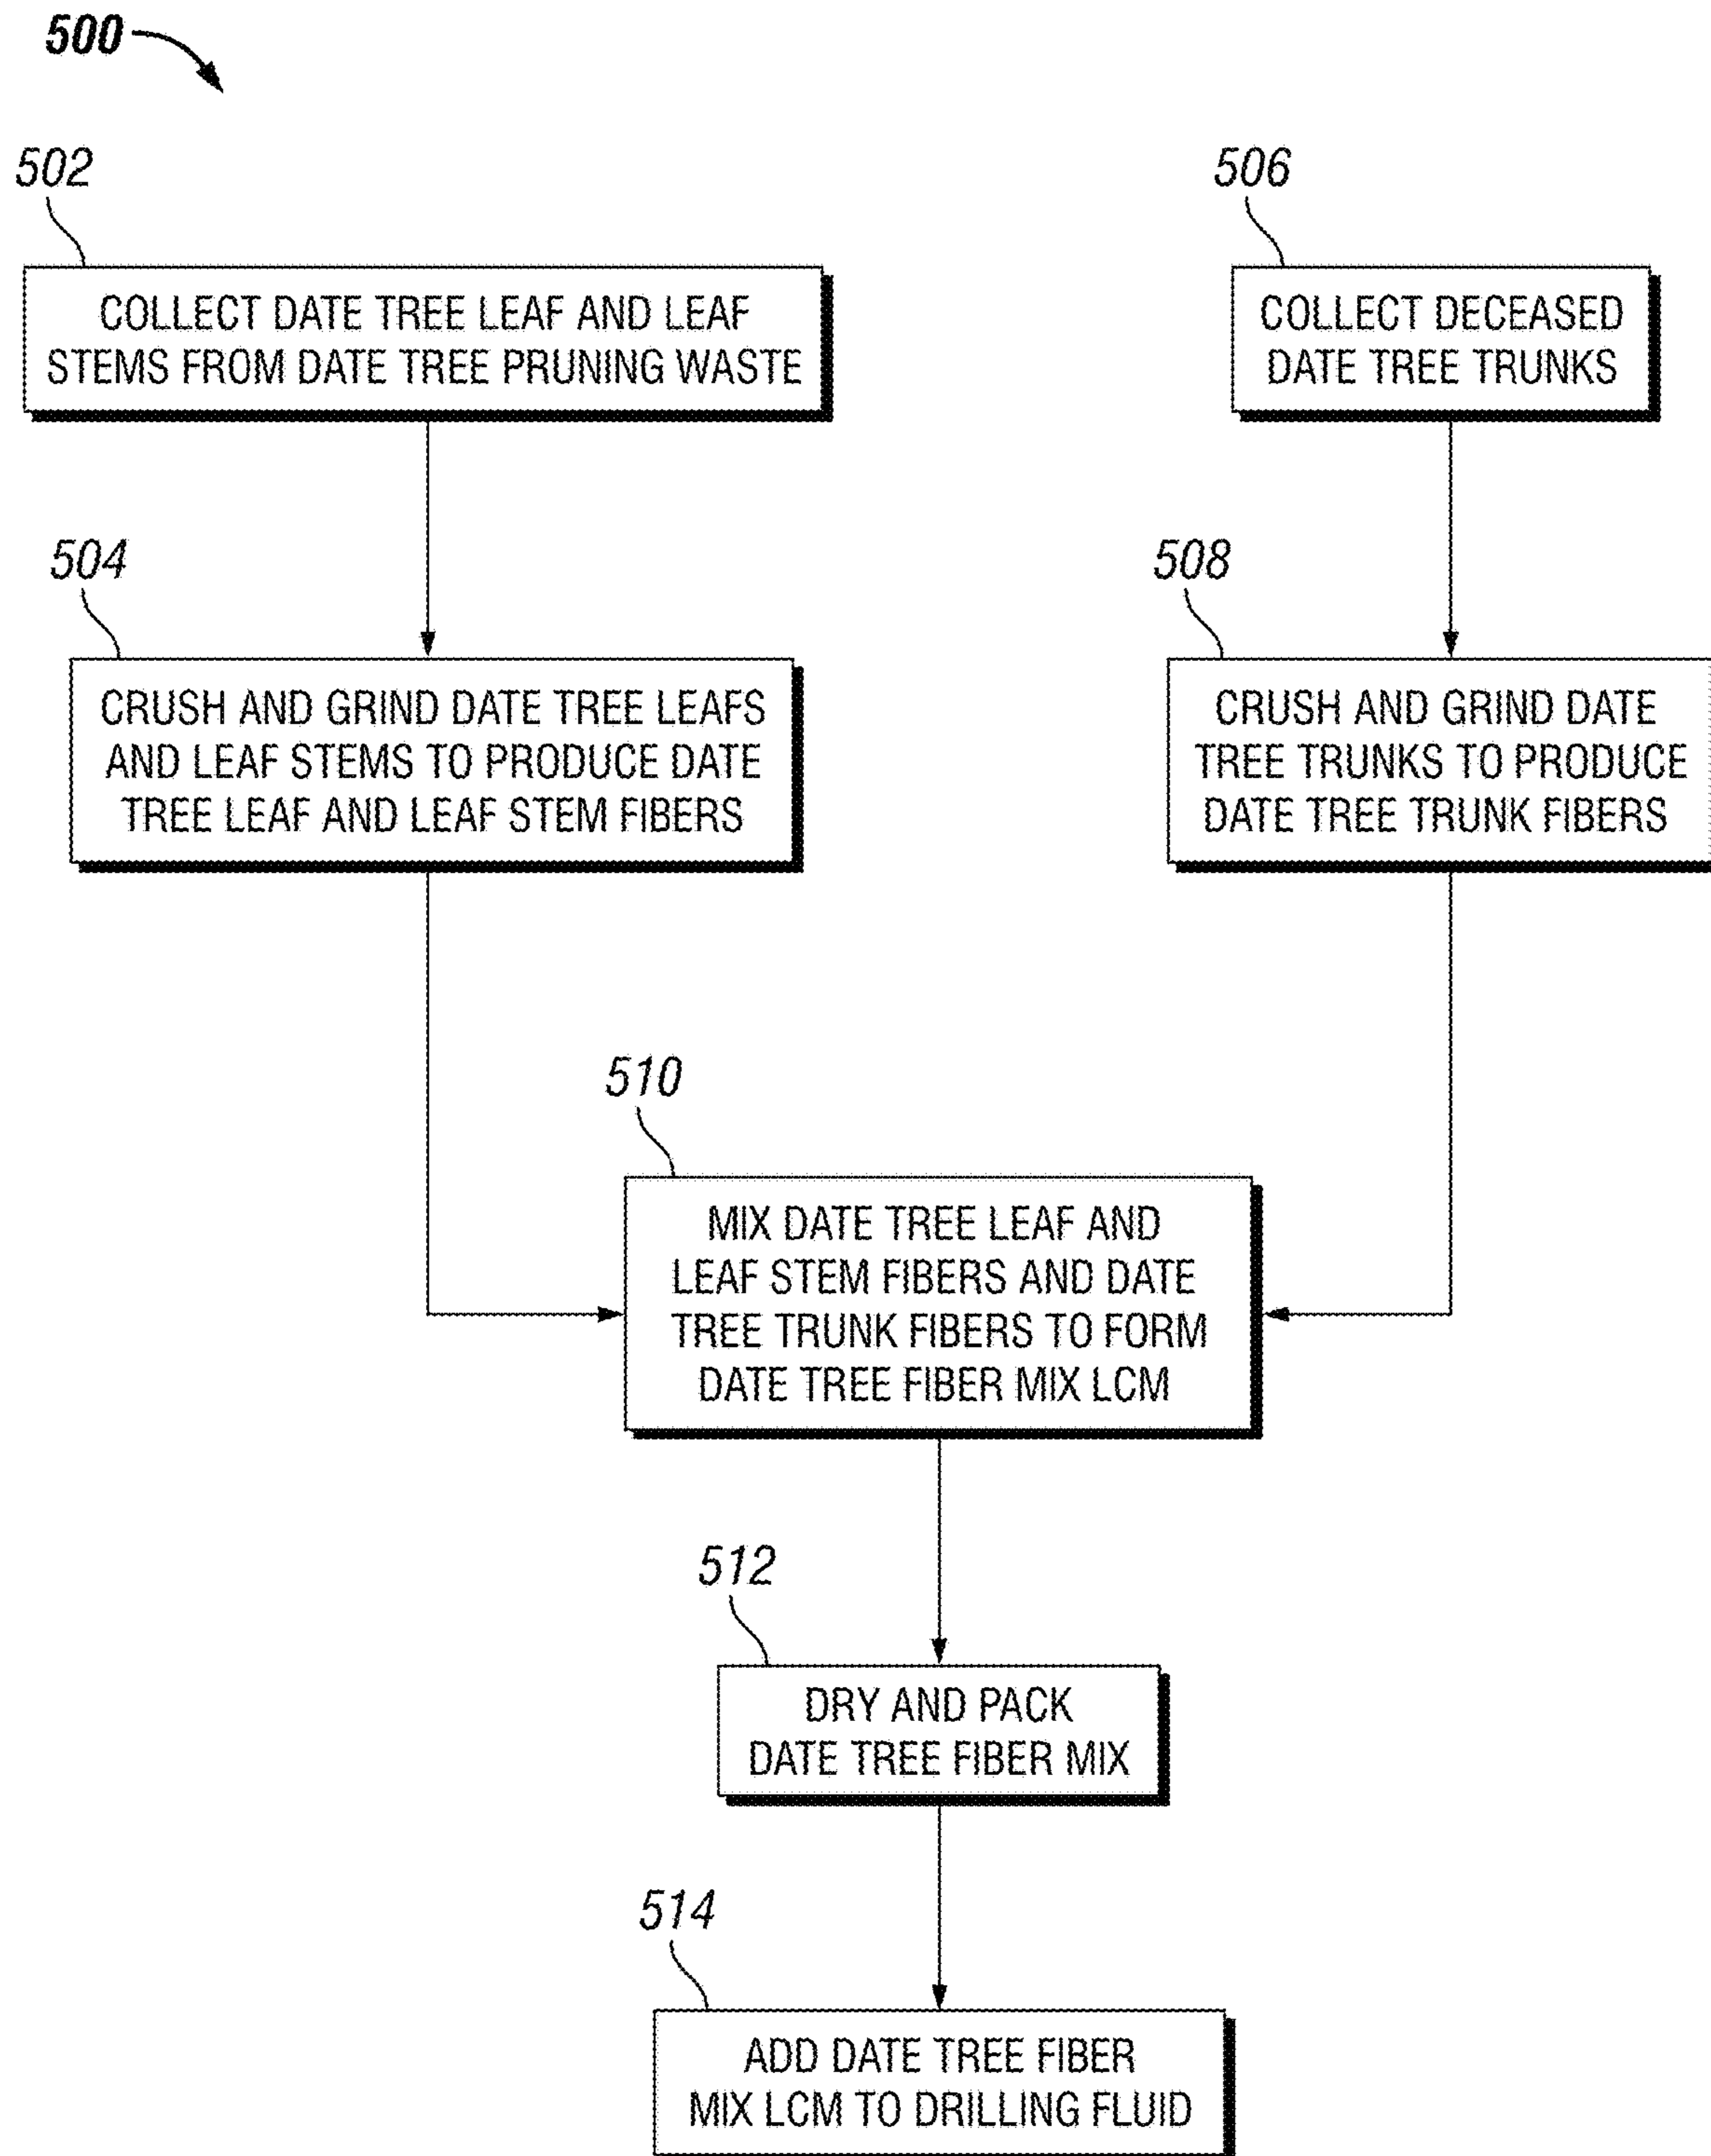 500
502
COLLECT DATE TREE LEAF AND LEAF
STEMS FROM DATE TREE PRUNING WASTE
506
COLLECT DECEASED
DATE TREE TRUNKS
504
CRUSH AND GRIND DATE TREE LEAFS
AND LEAF STEMS TO PRODUCE DATE
TREE LEAF AND LEAF STEM FIBERS
508
CRUSH AND GRIND DATE
TREE TRUNKS TO PRODUCE
DATE TREE TRUNK FIBERS
510
MIX DATE TREE LEAF AND
LEAF STEM FIBERS AND DATE
TREE TRUNK FIBERS TO FORM
DATE TREE FIBER MIX LCM
512
DRY AND PACK
DATE TREE FIBER MIX
514
ADD DATE TREE FIBER
MIX LCM TO DRILLING FLUID